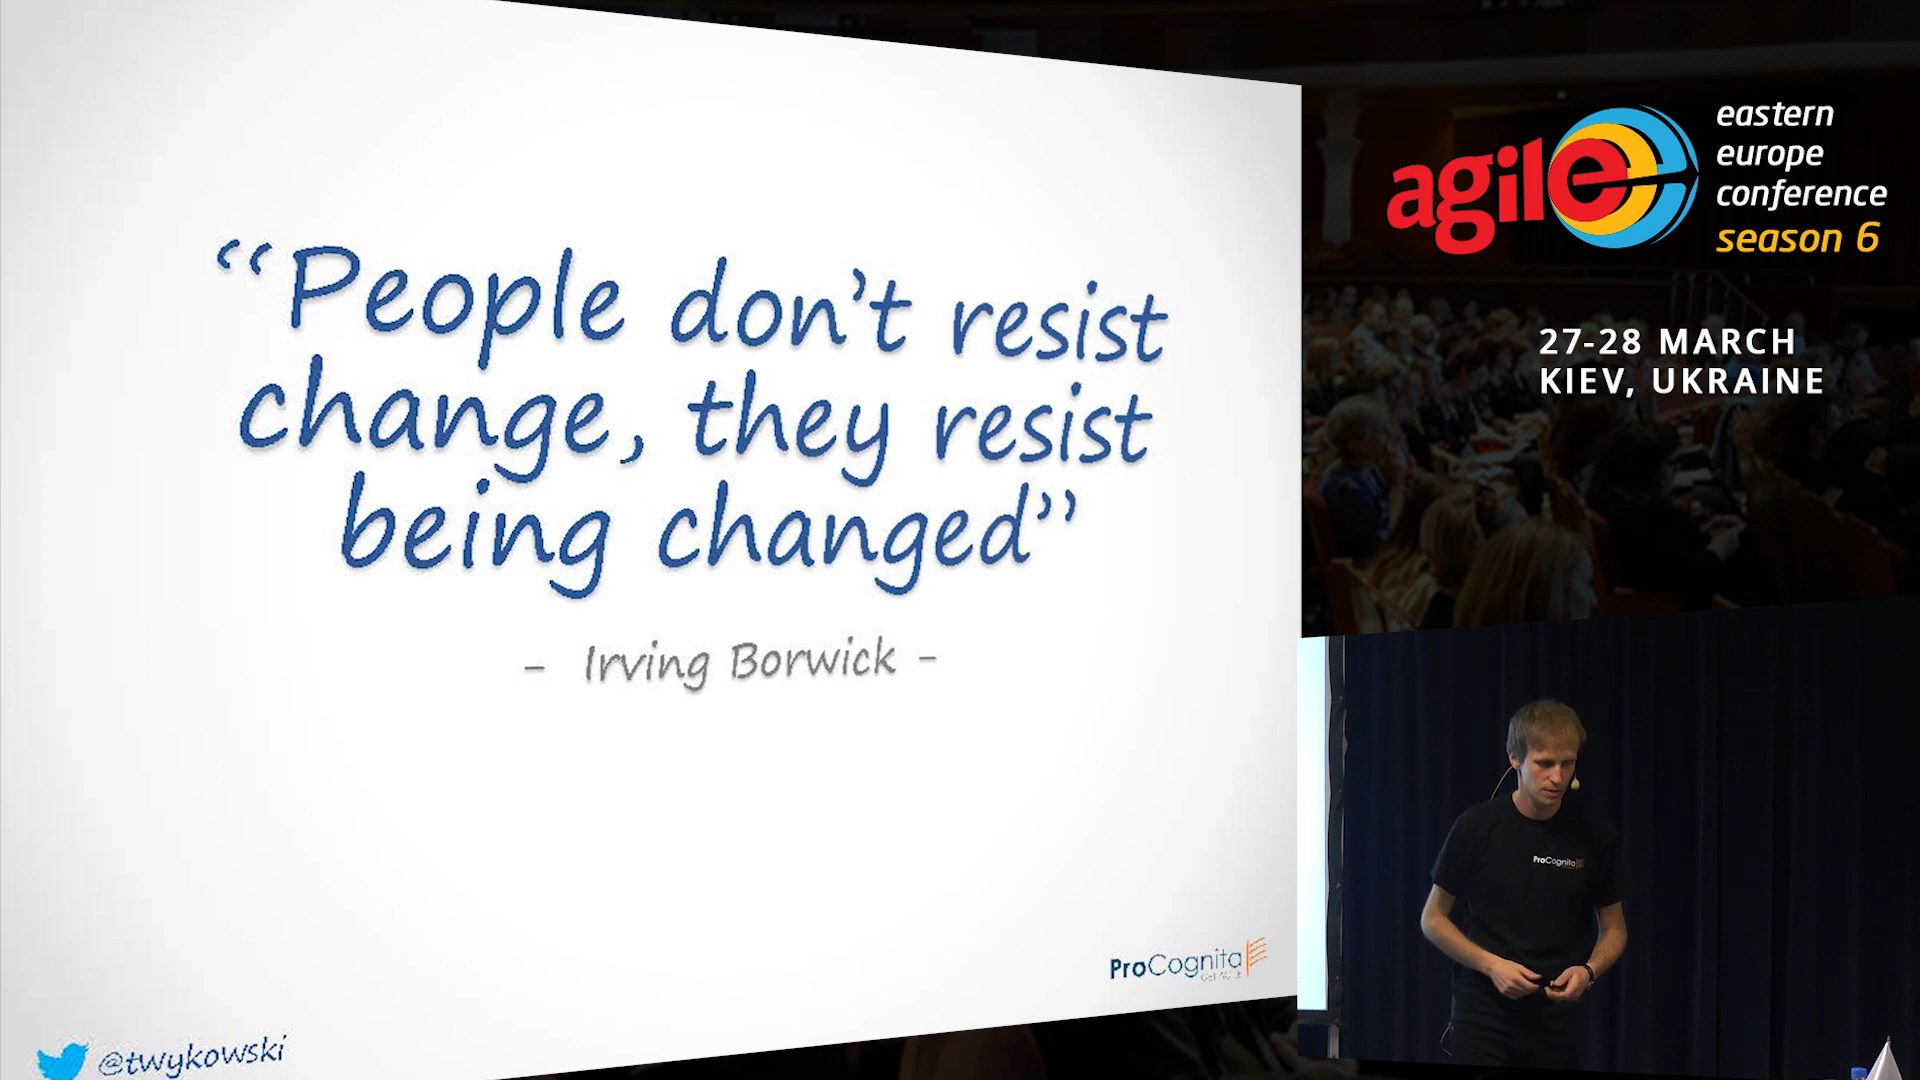 “People don’t resist
change, they resist
being changed”
- Irving Borwick -
ProCognita
@twykowski
agile
eastern
europe
conference
season 6
27-28 MARCH
KIEV, UKRAINE
ProCognita